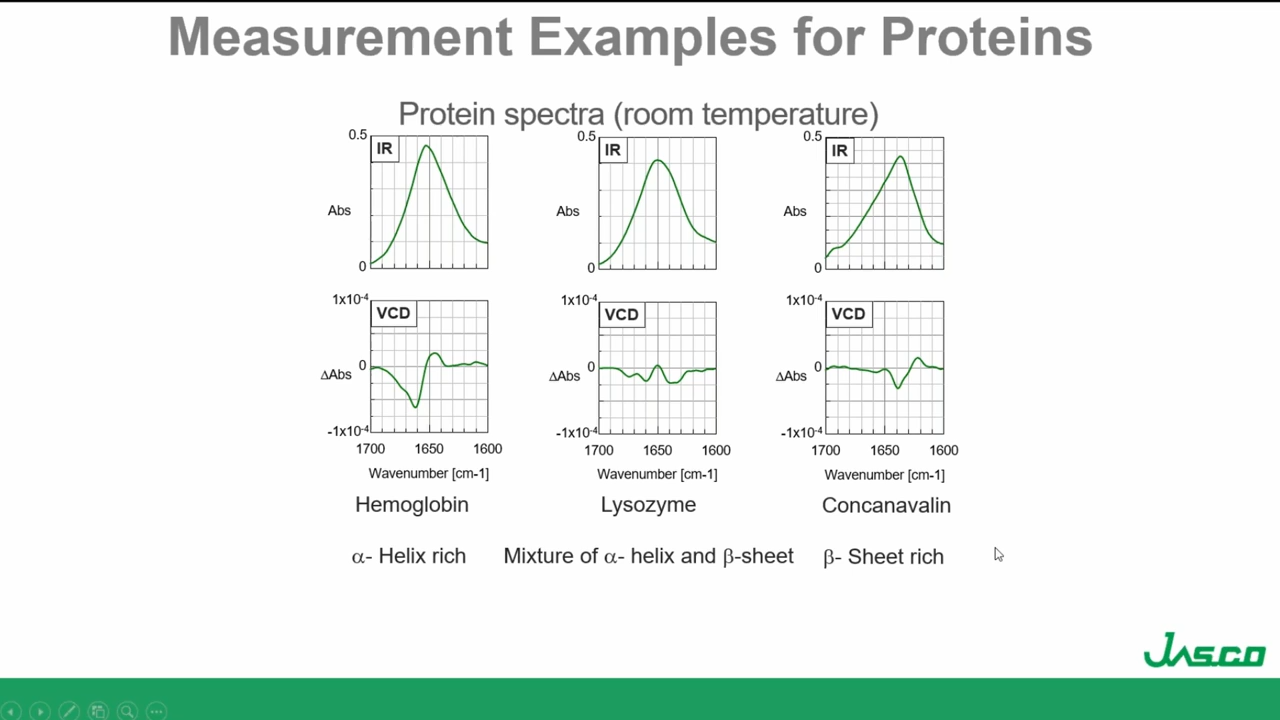 Measurement Examples for Proteins
Protein spectra (room temperature)
0.5
IR
Abs
0
0.5
IR
Abs
0
0.5
IR
Abs
0
1x10⁻⁴
VCD
0
ΔAbs
-1x10⁻⁴
1700 1650 1600
Wavenumber [cm-1]
1x10⁻⁴
VCD
0
ΔAbs
-1x10⁻⁴
1700 1650 1600
Wavenumber [cm-1]
1x10⁻⁴
VCD
0
ΔAbs
-1x10⁻⁴
1700 1650 1600
Wavenumber [cm-1]
Hemoglobin
Lysozyme
Concanavalin
α- Helix rich
Mixture of α- helix and β-sheet
β- Sheet rich
JASCO